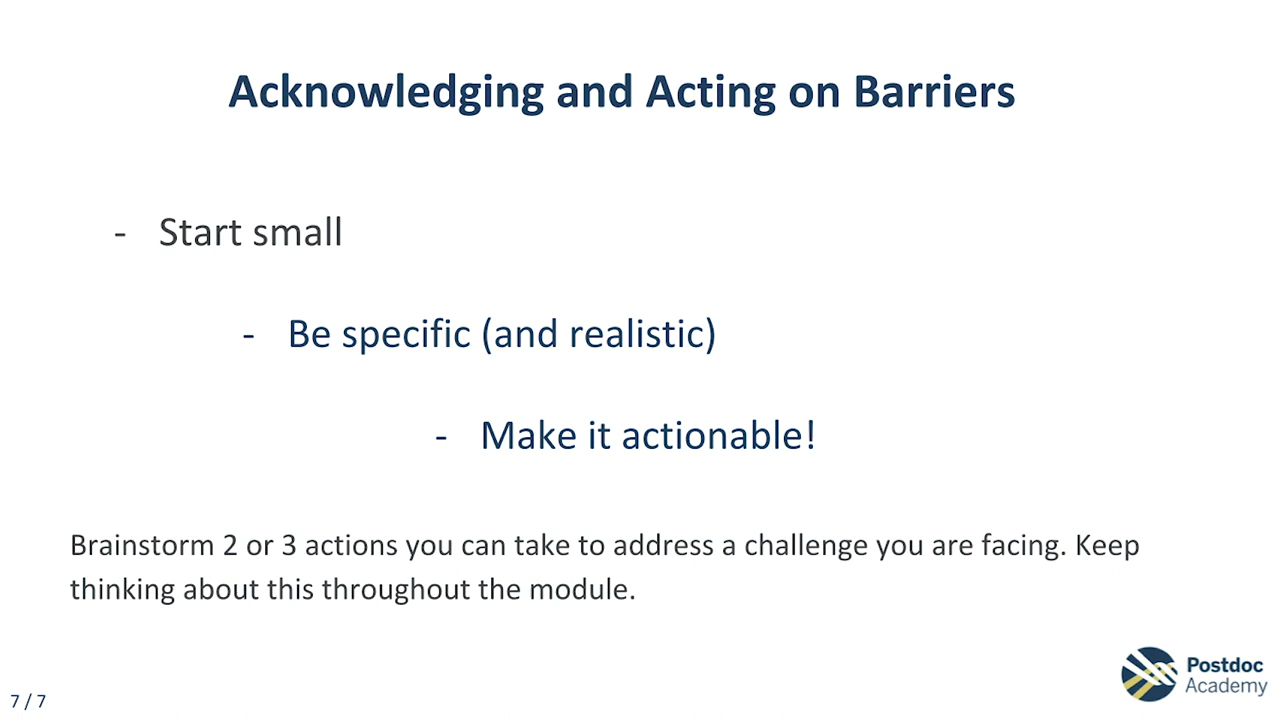 Acknowledging and Acting on Barriers
- Start small
- Be specific (and realistic)
- Make it actionable!
Brainstorm 2 or 3 actions you can take to address a challenge you are facing. Keep
thinking about this throughout the module.
Postdoc
Academy
7 / 7